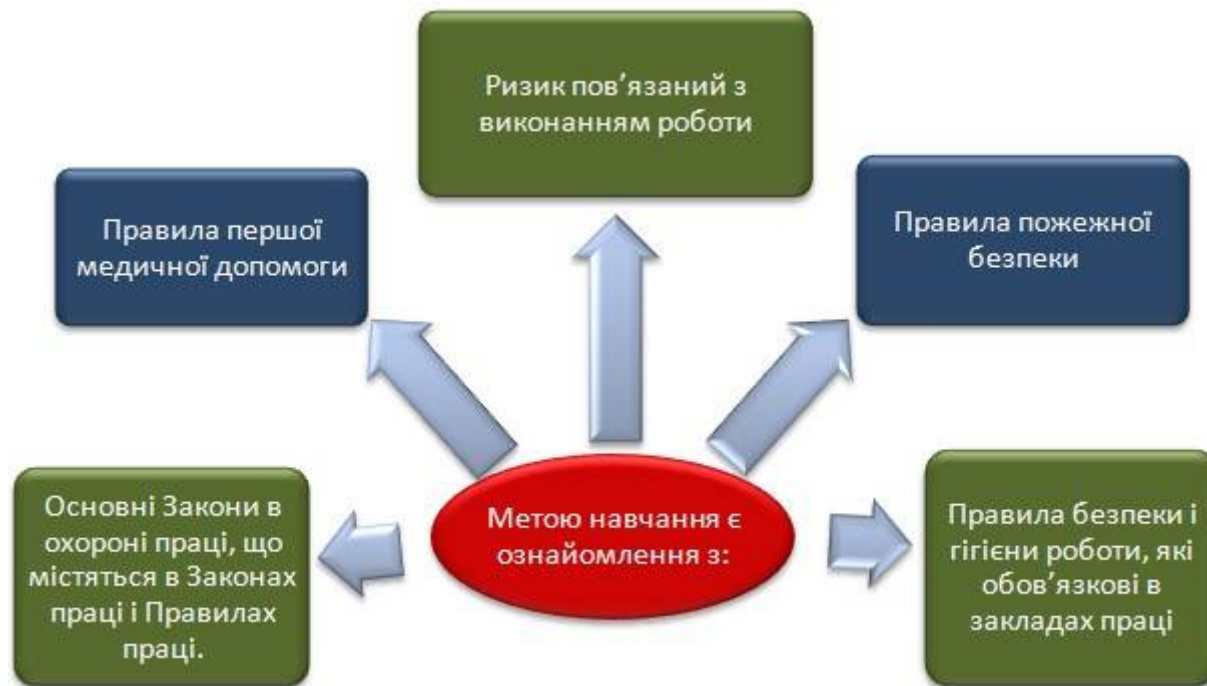 Ризик пов’язаний з
виконанням роботи
Правила першої
медичної допомоги
Правила пожежної
безпеки
Основні Закони в
охороні праці, що
містяться в Законах
праці і Правилах
праці.
Метою навчання є
ознайомлення з:
Правила безпеки і
гігієни роботи, які
обов’язкові в
закладах праці